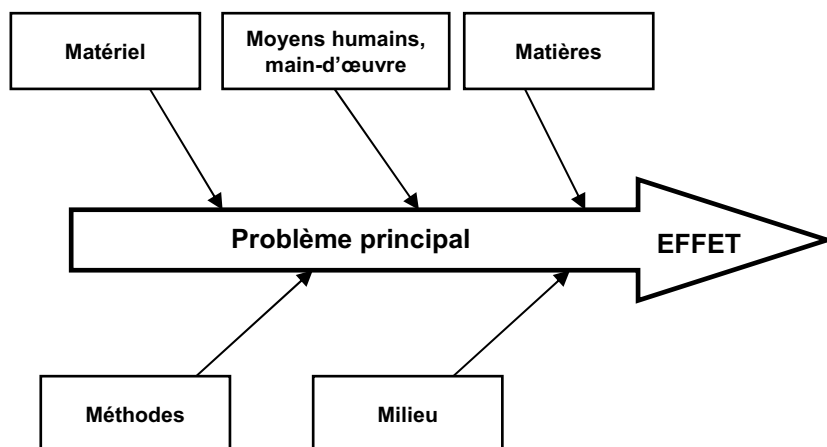 Matériel
Moyens humains,
main-d'œuvre
Matières
Problème principal
EFFET
Méthodes
Milieu